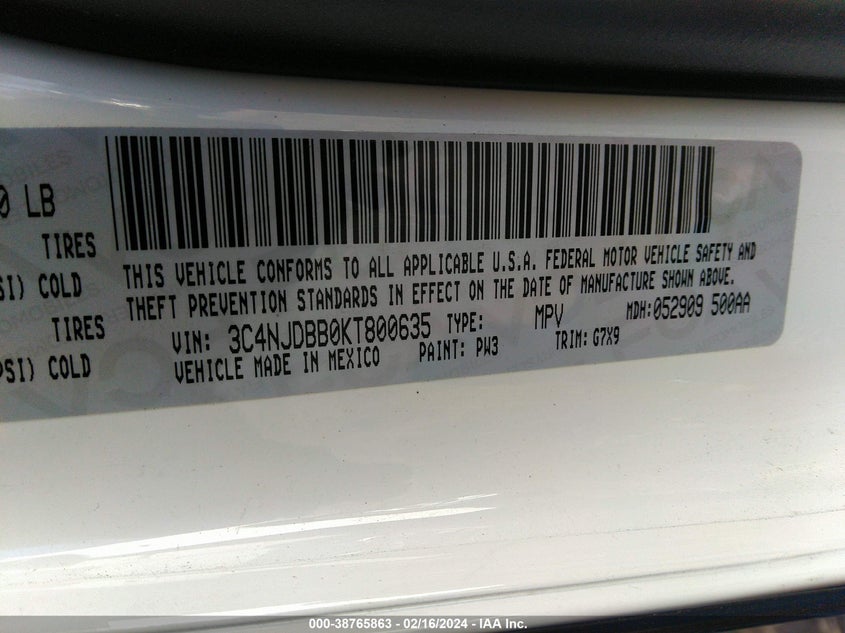 0 LB
TIRES
SI) COLD
TIRES
PSI) COLD
THIS VEHICLE CONFORMS TO ALL APPLICABLE U.S.A. FEDERAL MOTOR VEHICLE SAFETY AND
THEFT PREVENTION STANDARDS IN EFFECT ON THE DATE OF MANUFACTURE SHOWN ABOVE.
VIN: 3C4NJDBB0KT800635 TYPE: MPV MDH:052909 500AA
VEHICLE MADE IN MEXICO PAINT: PW3 TRIM: G7X9
000-38765863 - 02/16/2024 - IAA Inc.